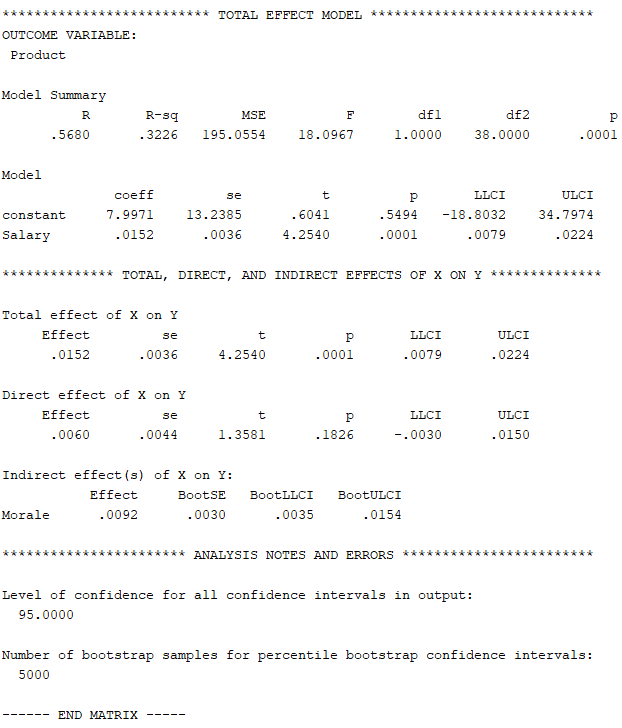 ************************** TOTAL EFFECT MODEL ****************************
OUTCOME VARIABLE:
 Product
Model Summary
          R       R-sq        MSE          F        df1        df2          p
      .5680      .3226   195.0554    18.0967     1.0000    38.0000      .0001
Model
              coeff         se          t          p       LLCI       ULCI
constant     7.9971    13.2385      .6041      .5494   -18.8032    34.7974
Salary        .0152      .0036     4.2540      .0001      .0079      .0224
************** TOTAL, DIRECT, AND INDIRECT EFFECTS OF X ON Y **************
Total effect of X on Y
     Effect         se          t          p       LLCI       ULCI
      .0152      .0036     4.2540      .0001      .0079      .0224
Direct effect of X on Y
     Effect         se          t          p       LLCI       ULCI
      .0060      .0044     1.3581      .1826     -.0030      .0150
Indirect effect(s) of X on Y:
           Effect     BootSE   BootLLCI   BootULCI
Morale      .0092      .0030      .0035      .0154
*********************** ANALYSIS NOTES AND ERRORS ************************
Level of confidence for all confidence intervals in output:
  95.0000
Number of bootstrap samples for percentile bootstrap confidence intervals:
  5000
------ END MATRIX -----